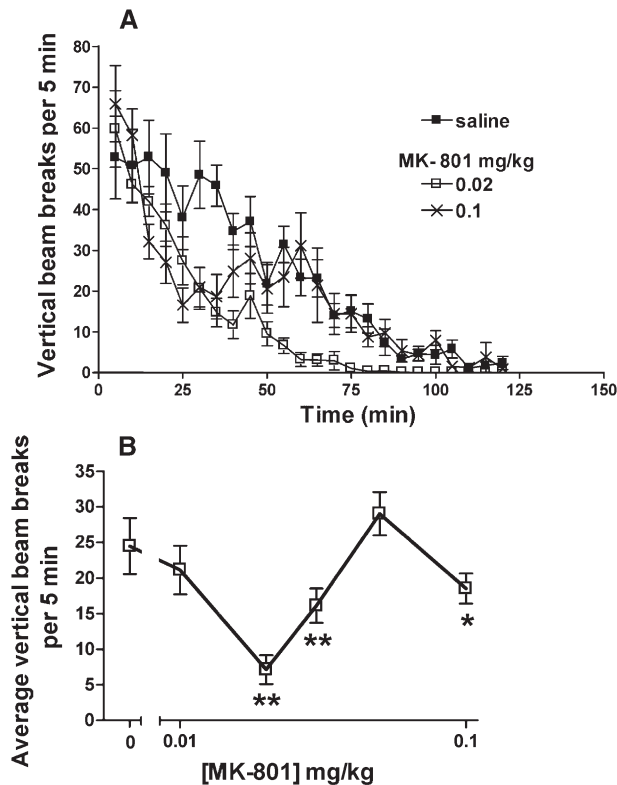 A
Vertical beam breaks per 5 min
80
70
60
50
40
30
20
10
0
saline
MK-801 mg/kg
0.02
0.1
0 25 50 75 100 125 150
Time (min)
B
Average vertical beam breaks
per 5 min
35
30
25
20
15
10
5
0
**
**
*
0 0.01 0.1
[MK-801] mg/kg